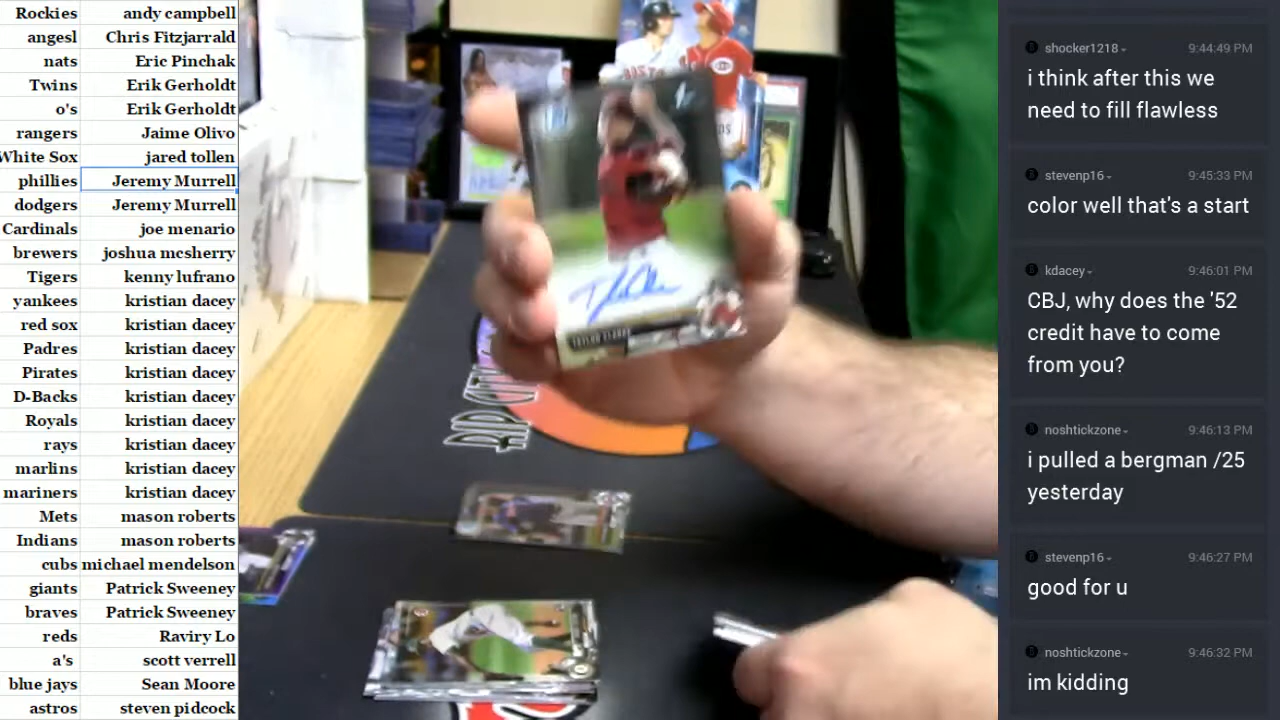 Rockies andy campbell
angesl Chris Fitzjarrald
nats Eric Pinchak
Twins Erik Gerholdt
o's Erik Gerholdt
rangers Jaime Olivo
White Sox jared tollen
phillies Jeremy Murrell
dodgers Jeremy Murrell
Cardinals joe menario
brewers joshua mcsherry
Tigers kenny lufrano
yankees kristian dacey
red sox kristian dacey
Padres kristian dacey
Pirates kristian dacey
D-Backs kristian dacey
Royals kristian dacey
rays kristian dacey
marlins kristian dacey
mariners kristian dacey
Mets mason roberts
Indians mason roberts
cubs michael mendelson
giants Patrick Sweeney
braves Patrick Sweeney
reds Raviry Lo
a's scott verrell
blue jays Sean Moore
astros steven pidcock
RIP CITY
shocker1218 9:44:49 PM
i think after this we
need to fill flawless
stevenp16 9:45:33 PM
color well that's a start
kdacey 9:46:01 PM
CBJ, why does the '52
credit have to come
from you?
noshtickzone 9:46:13 PM
i pulled a bergman /25
yesterday
stevenp16 9:46:27 PM
good for u
noshtickzone 9:46:32 PM
im kidding